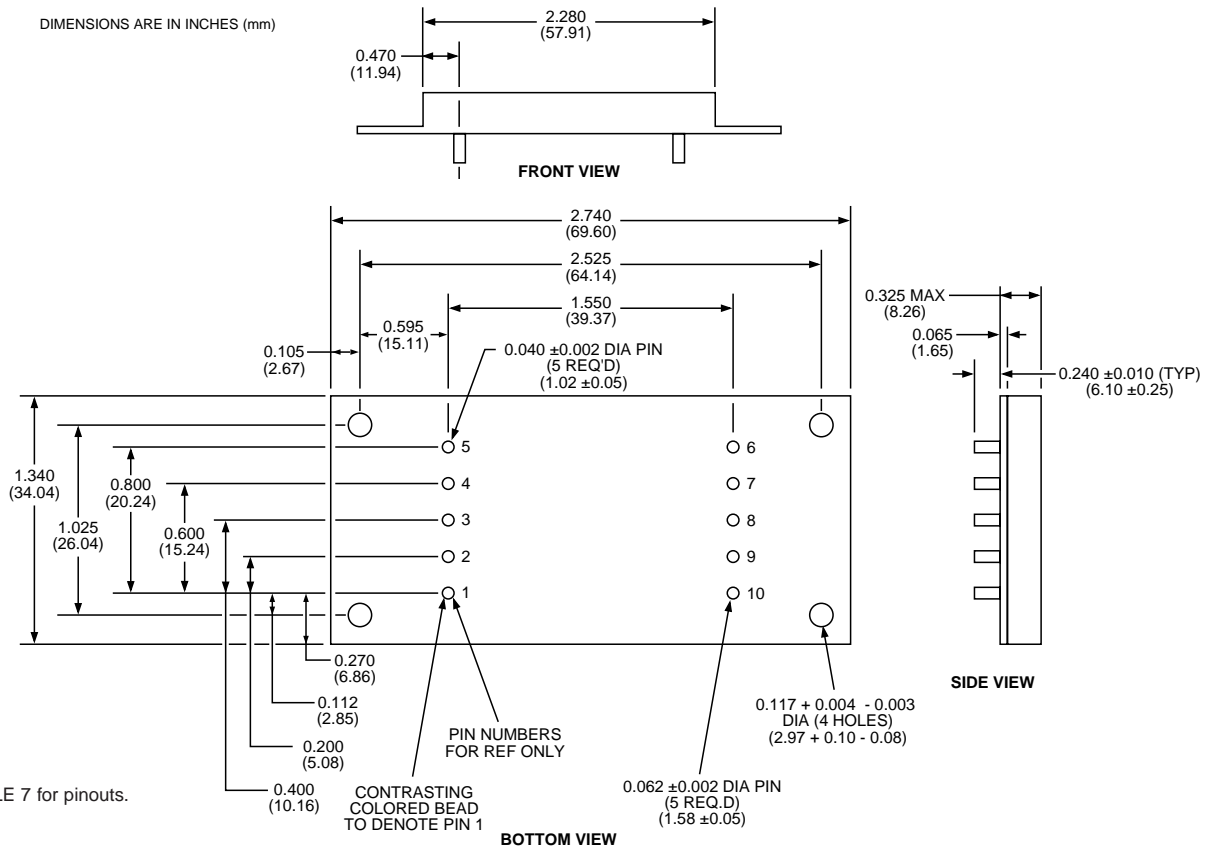 DIMENSIONS ARE IN INCHES (mm)
2.280
(57.91)
0.470
(11.94)
FRONT VIEW
2.740
(69.60)
2.525
(64.14)
1.550
(39.37)
0.595
(15.11)
0.105
(2.67)
0.040 ±0.002 DIA PIN
(5 REQ'D)
(1.02 ±0.05)
0.325 MAX
(8.26)
0.065
(1.65)
0.240 ±0.010 (TYP)
(6.10 ±0.25)
5
6
4
7
3
8
2
9
1
10
1.340
(34.04)
0.800
(20.24)
1.025
(26.04)
0.600
(15.24)
0.270
(6.86)
0.112
(2.85)
0.200
(5.08)
0.400
(10.16)
PIN NUMBERS
FOR REF ONLY
CONTRASTING
COLORED BEAD
TO DENOTE PIN 1
0.062 ±0.002 DIA PIN
(5 REQ.D)
(1.58 ±0.05)
0.117 + 0.004 - 0.003
DIA (4 HOLES)
(2.97 + 0.10 - 0.08)
SIDE VIEW
BOTTOM VIEW
LE 7 for pinouts.